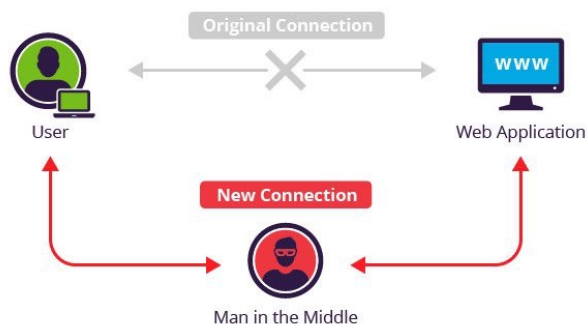 Original Connection
WWW
User
Web Application
New Connection
Man in the Middle